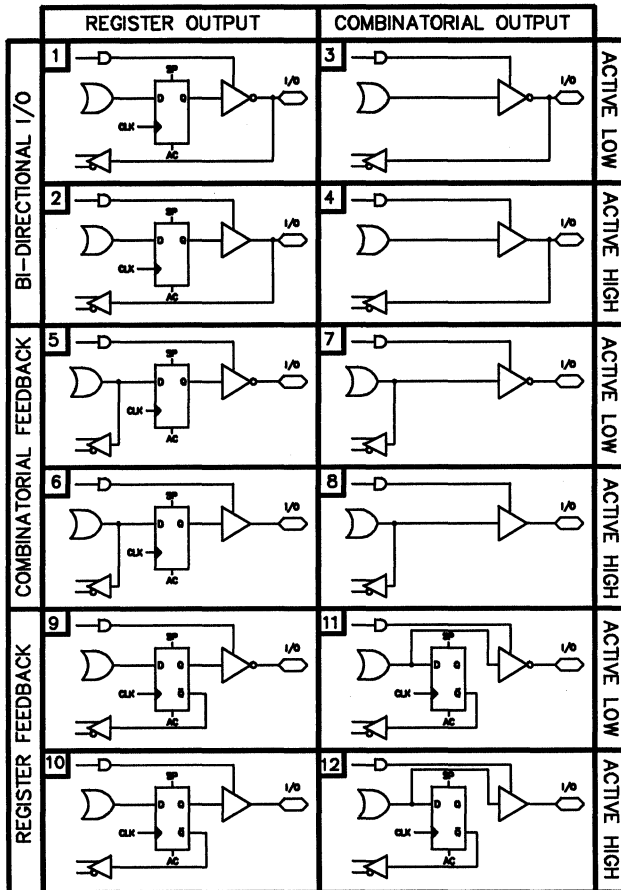 REGISTER OUTPUT
COMBINATORIAL OUTPUT
BI-DIRECTIONAL I/O
1
SP
I/O
D Q
CLK
AC
3
I/O
ACTIVE LOW
2
SP
I/O
D Q
CLK
AC
4
I/O
ACTIVE HIGH
COMBINATORIAL FEEDBACK
5
SP
I/O
D Q
CLK
AC
7
I/O
ACTIVE LOW
6
SP
I/O
D Q
CLK
AC
8
I/O
ACTIVE HIGH
REGISTER FEEDBACK
9
SP
I/O
D Q
CLK Q̅
AC
11
SP
I/O
D Q
CLK Q̅
AC
ACTIVE LOW
10
SP
I/O
D Q
CLK Q̅
AC
12
SP
I/O
D Q
CLK Q̅
AC
ACTIVE HIGH